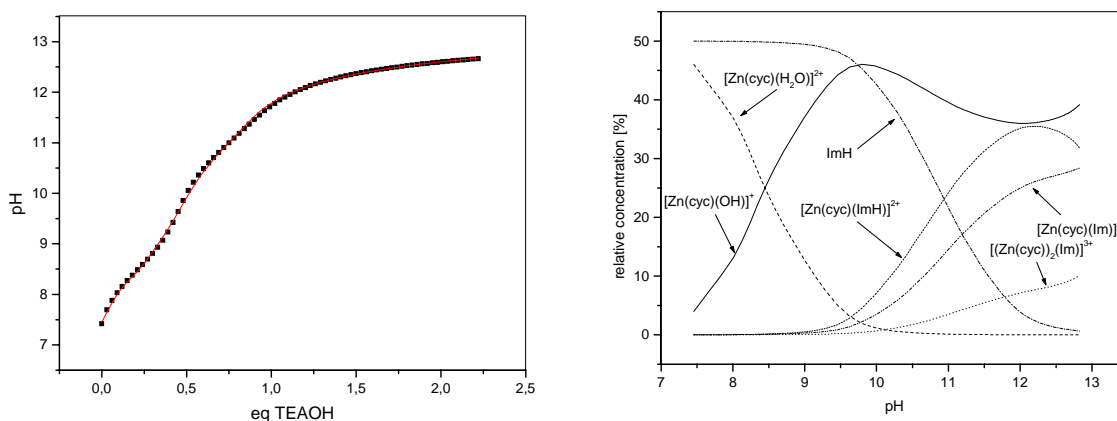 13
12
11
10
9
8
7
0,0 0,5 1,0 1,5 2,0 2,5
pH
eq TEAOH
50
40
30
20
10
0
7 8 9 10 11 12 13
relative concentration [%]
pH
[Zn(cyc)(H₂O)]²⁺
ImH
[Zn(cyc)(OH)]⁺
[Zn(cyc)(ImH)]²⁺
[Zn(cyc)(Im)]
[(Zn(cyc))₂(Im)]³⁺